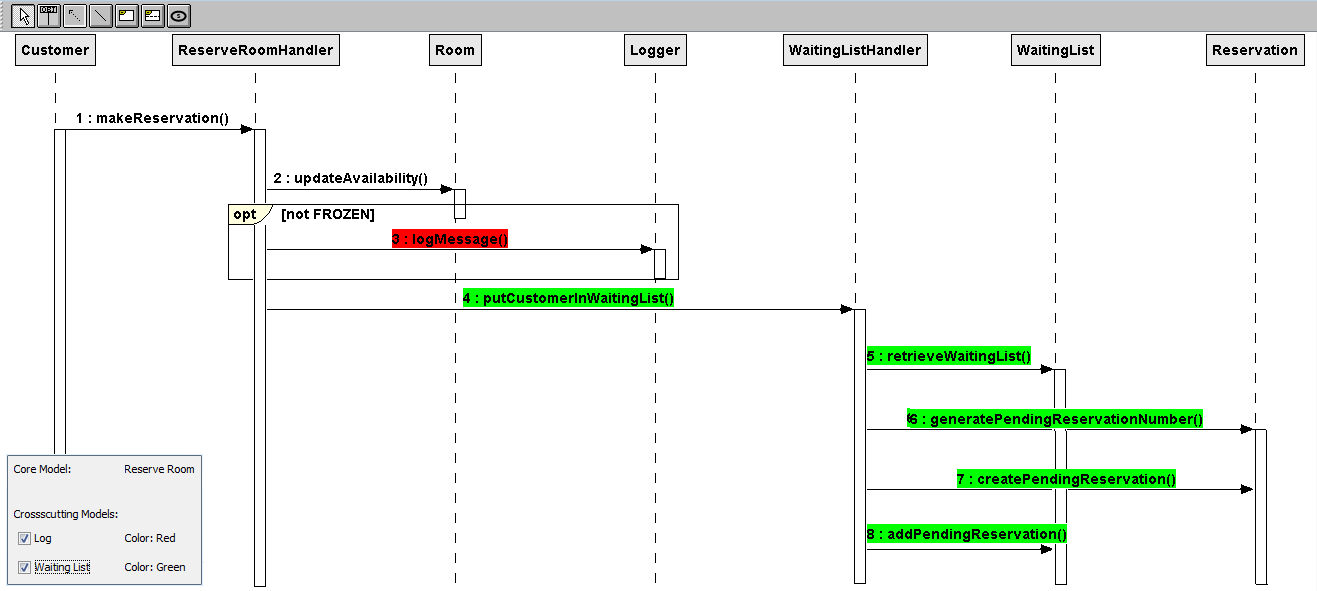 Customer
ReserveRoomHandler
Room
Logger
WaitingListHandler
WaitingList
Reservation
1 : makeReservation()
2 : updateAvailability()
opt
[not FROZEN]
3 : logMessage()
4 : putCustomerInWaitingList()
5 : retrieveWaitingList()
6 : generatePendingReservationNumber()
7 : createPendingReservation()
8 : addPendingReservation()
Core Model: Reserve Room
Crossscutting Models:
Log Color: Red
Waiting List Color: Green